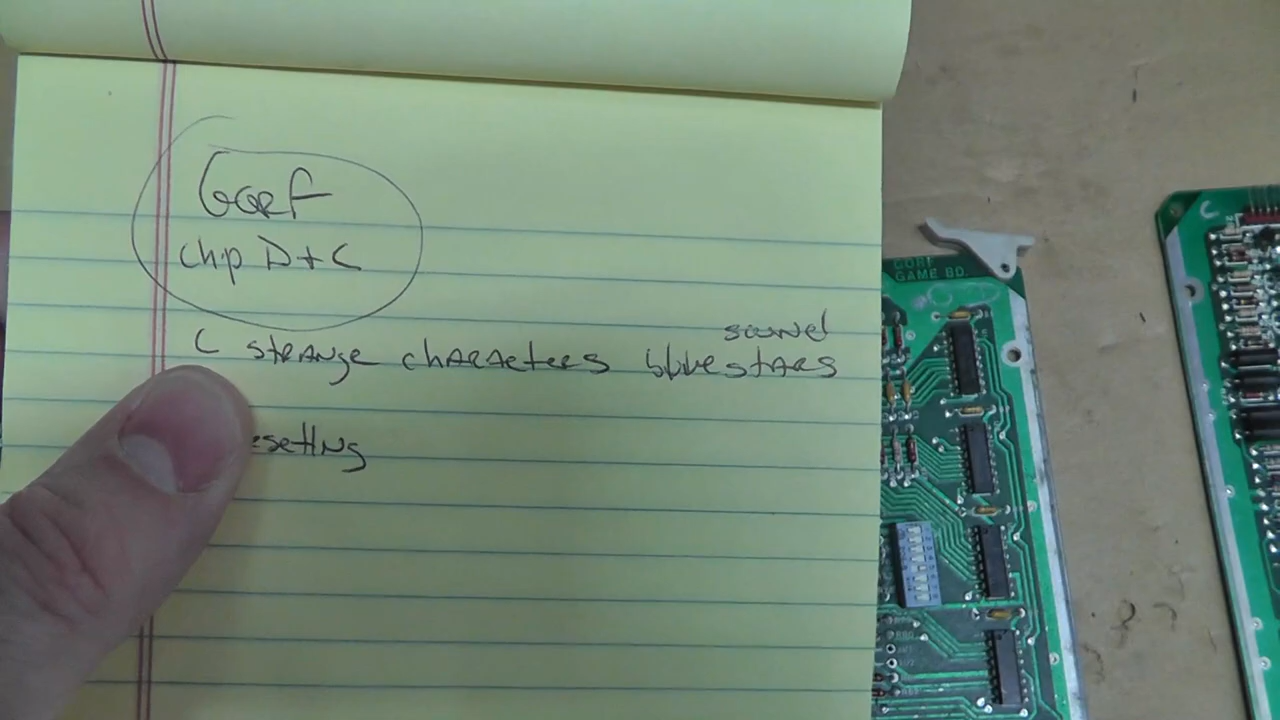 GORF
chip D+C
sound
C strange characters blue stars
esetting
GORF
GAME BD.